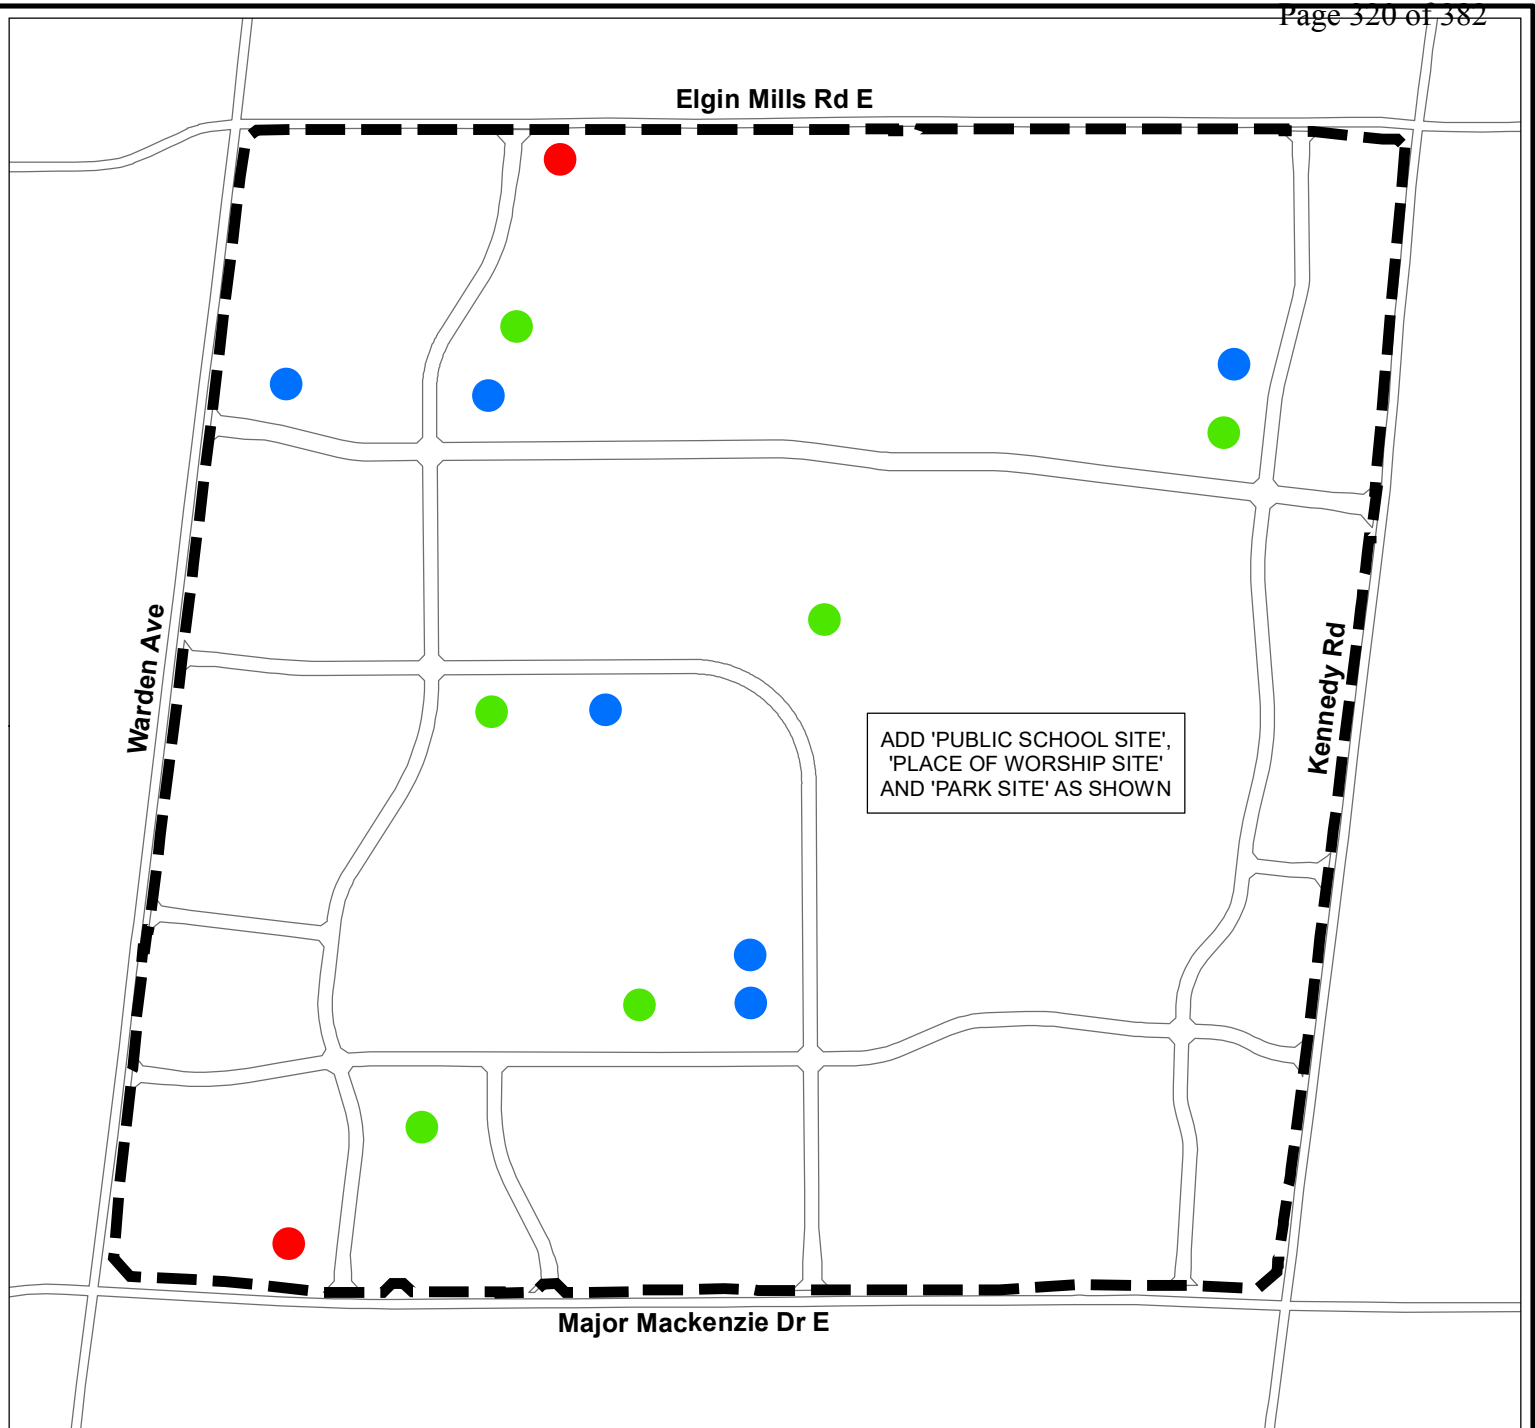 Page 320 of 382
Elgin Mills Rd E
Warden Ave
Kennedy Rd
ADD 'PUBLIC SCHOOL SITE',
'PLACE OF WORSHIP SITE'
AND 'PARK SITE' AS SHOWN
Major Mackenzie Dr E